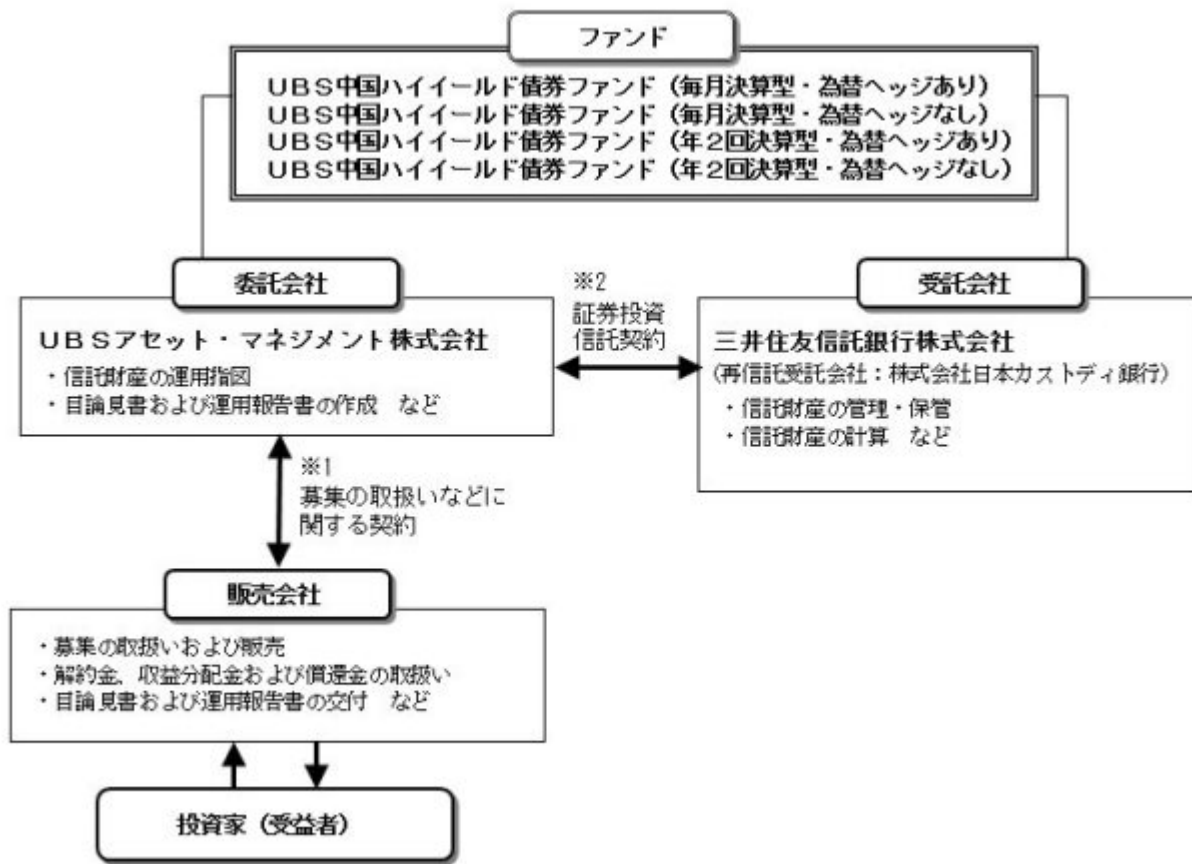 ファンド
UBS中国ハイイールド債券ファンド（毎月決算型・為替ヘッジあり）
UBS中国ハイイールド債券ファンド（毎月決算型・為替ヘッジなし）
UBS中国ハイイールド債券ファンド（年2回決算型・為替ヘッジあり）
UBS中国ハイイールド債券ファンド（年2回決算型・為替ヘッジなし）
委託会社
UBSアセット・マネジメント株式会社
・信託財産の運用指図
・目論見書および運用報告書の作成 など
※2
証券投資
信託契約
受託会社
三井住友信託銀行株式会社
(再信託受託会社：株式会社日本カストディ銀行)
・信託財産の管理・保管
・信託財産の計算 など
※1
募集の取扱いなどに
関する契約
販売会社
・募集の取扱いおよび販売
・解約金、収益分配金および償還金の取扱い
・目論見書および運用報告書の交付 など
投資家（受益者）